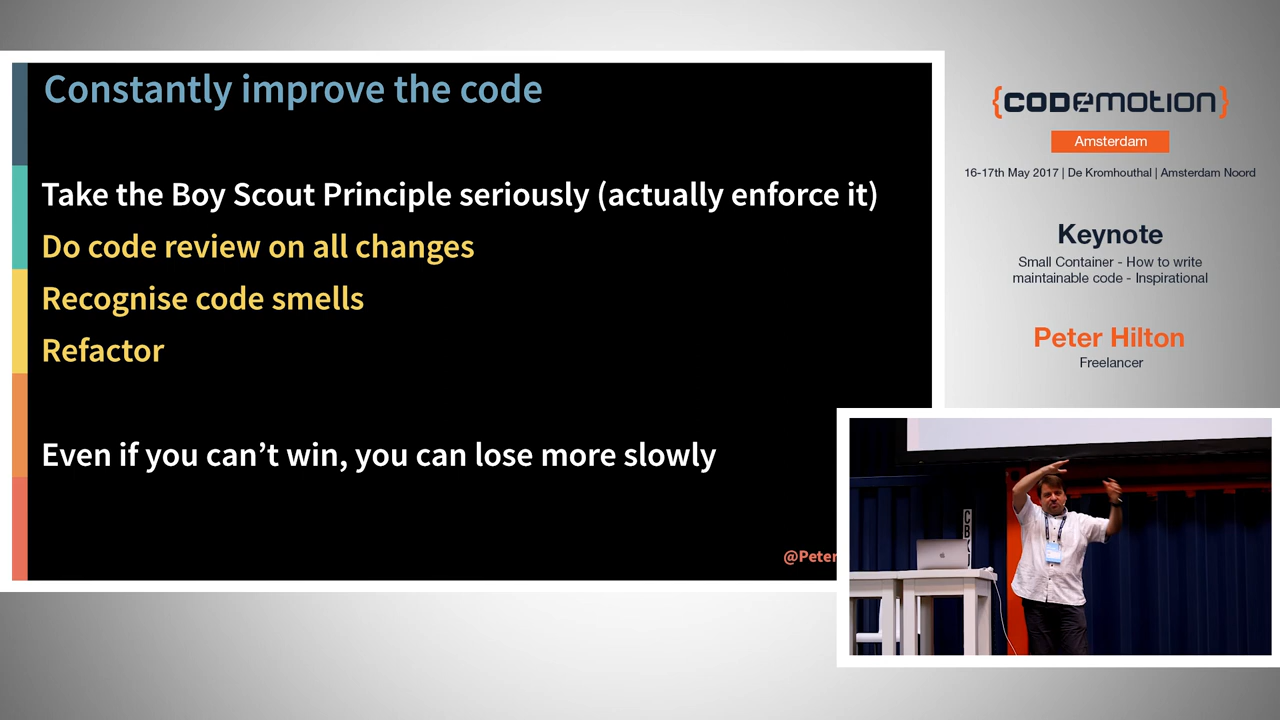 Constantly improve the code
Take the Boy Scout Principle seriously (actually enforce it)
Do code review on all changes
Recognise code smells
Refactor
Even if you can’t win, you can lose more slowly
@Peter
{CODEMOTION}
Amsterdam
16-17th May 2017 | De Kromhouthal | Amsterdam Noord
Keynote
Small Container - How to write
maintainable code - Inspirational
Peter Hilton
Freelancer